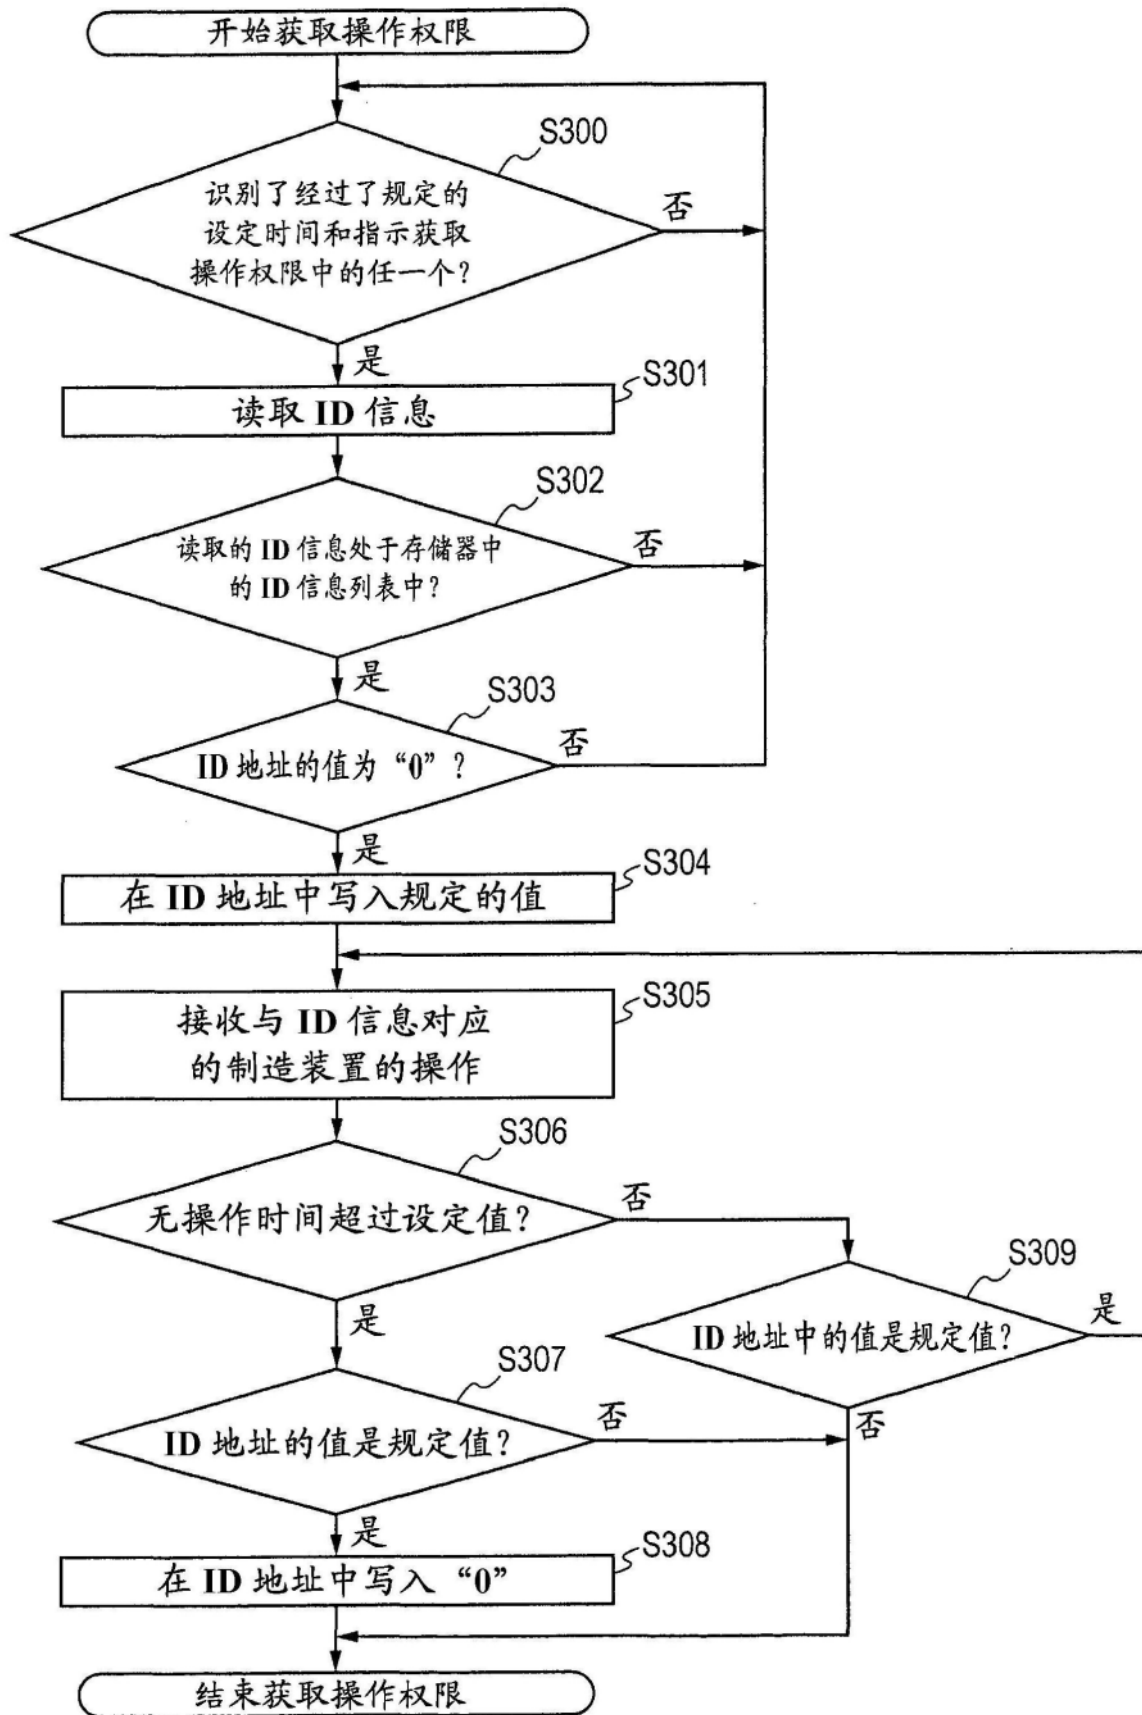 开始获取操作权限
S300
识别了经过了规定的
设定时间和指示获取
操作权限中的任一个？
否
是
S301
读取 ID 信息
S302
读取的 ID 信息处于存储器中
的 ID 信息列表中？
否
是
S303
ID 地址的值为“0”？
否
是
S304
在 ID 地址中写入规定的值
S305
接收与 ID 信息对应
的制造装置的操作
S306
无操作时间超过设定值？
否
是
S309
ID 地址中的值是规定值？
是
否
S307
ID 地址的值是规定值？
否
是
S308
在 ID 地址中写入“0”
结束获取操作权限